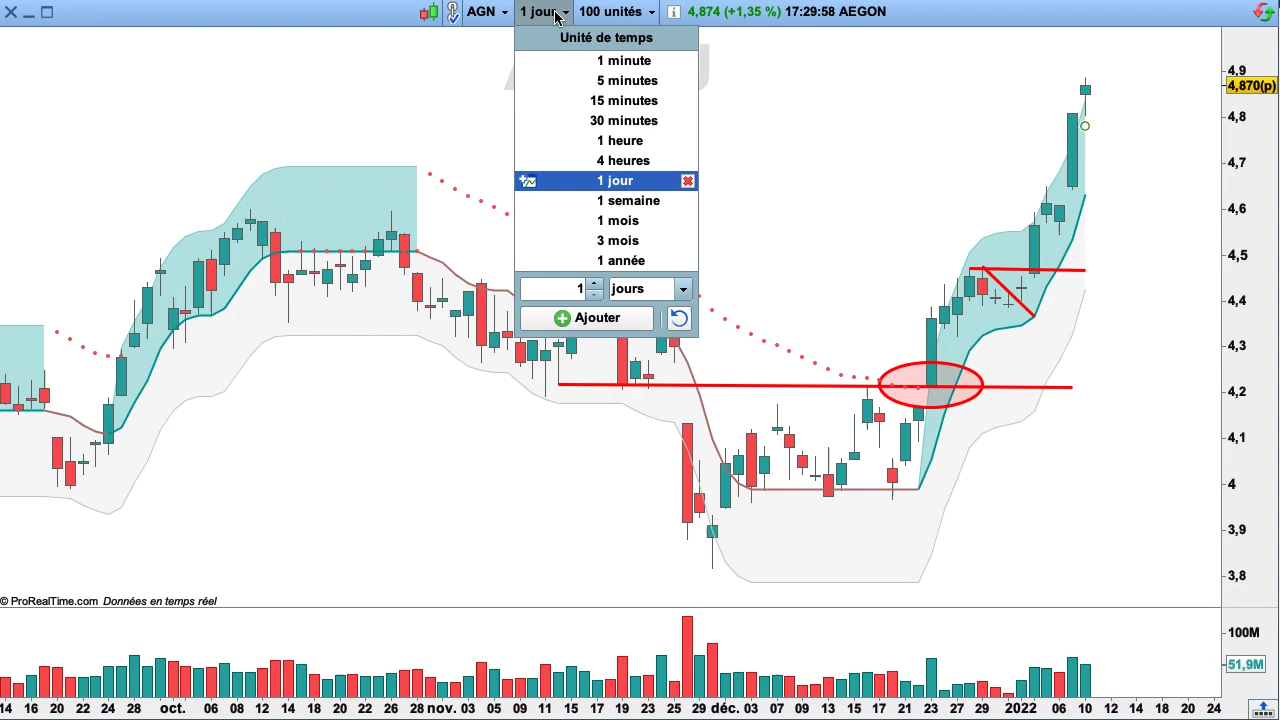 AGN 1 jour 100 unités 4,874 (+1,35 %) 17:29:58 AEGON
Unité de temps
1 minute
5 minutes
15 minutes
30 minutes
1 heure
4 heures
1 jour
1 semaine
1 mois
3 mois
1 année
1 jours
Ajouter
4,9
4,870(p)
4,8
4,7
4,6
4,5
4,4
4,3
4,2
4,1
4
3,9
3,8
© ProRealTime.com Données en temps réel
100M
51,9M
14 16 20 22 24 28 oct. 06 08 12 14 18 20 22 26 28 nov. 03 05 09 11 15 17 19 23 25 29 déc. 03 07 09 13 15 17 21 23 27 29 2022 06 10 12 14 18 20 24